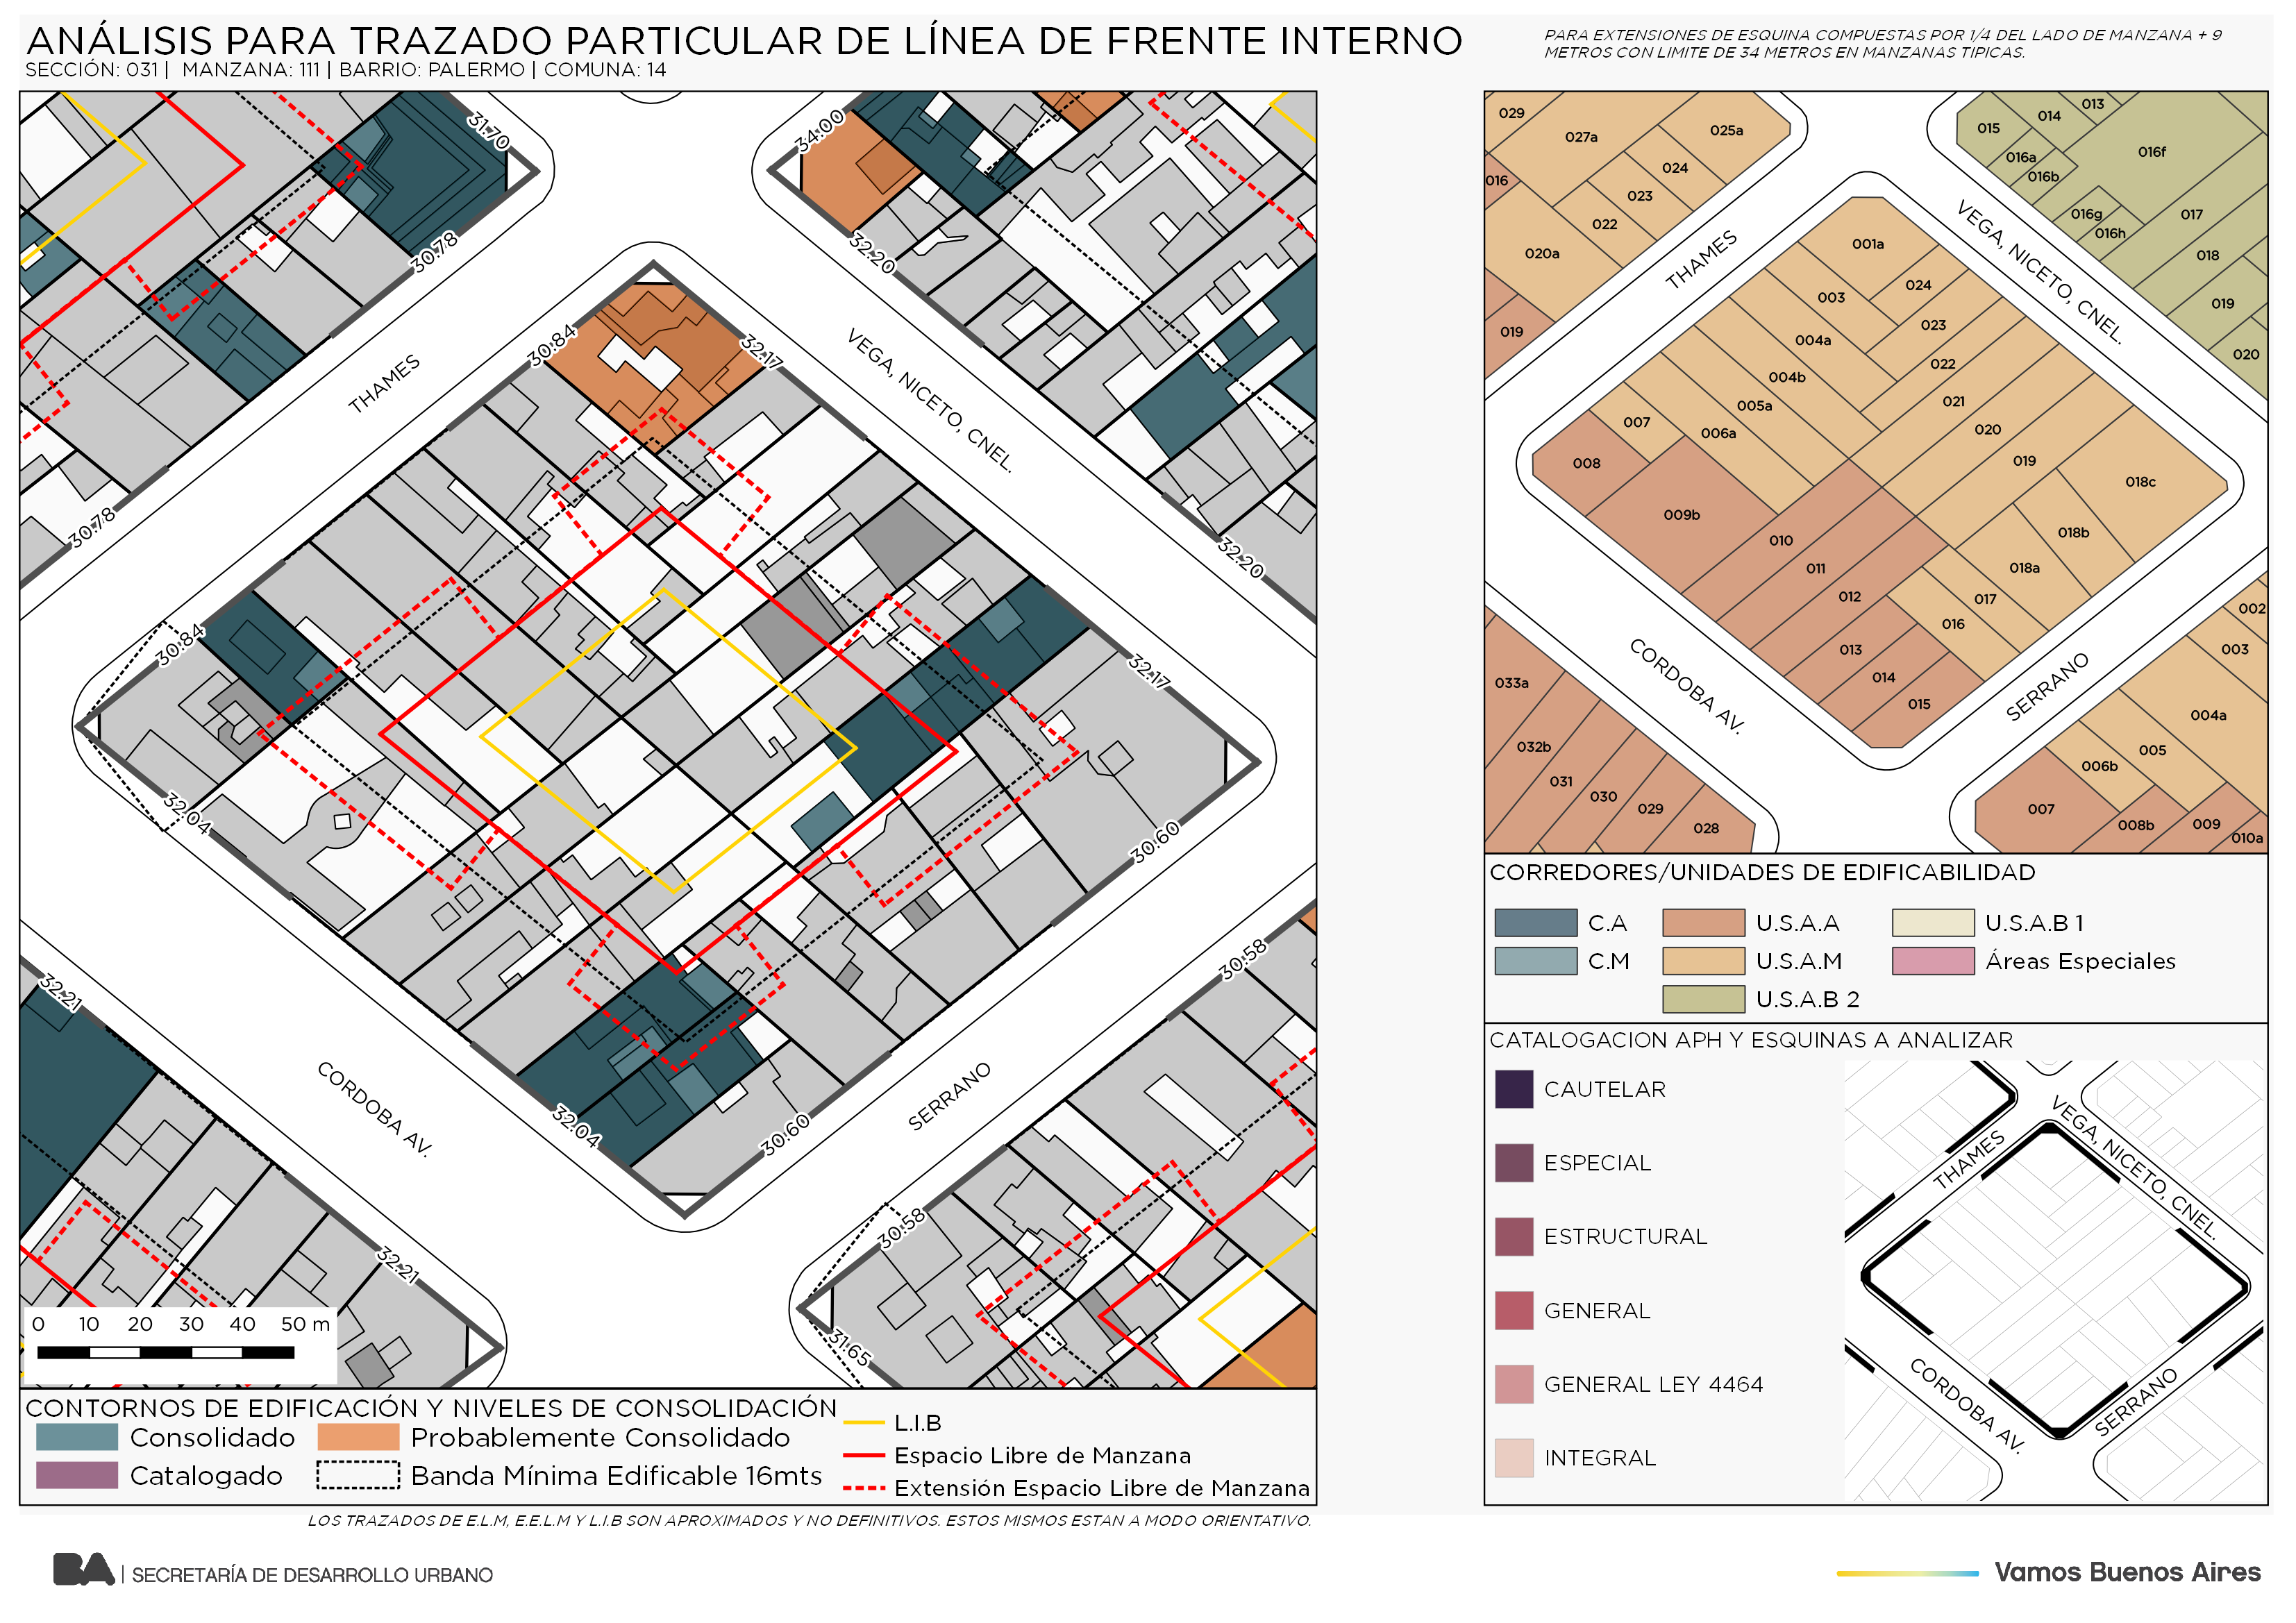 ANÁLISIS PARA TRAZADO PARTICULAR DE LÍNEA DE FRENTE INTERNO
SECCIÓN: 031 | MANZANA: 111 | BARRIO: PALERMO | COMUNA: 14
PARA EXTENSIONES DE ESQUINA COMPUESTAS POR 1/4 DEL LADO DE MANZANA + 9
METROS CON LIMITE DE 34 METROS EN MANZANAS TIPICAS.
31.70
34.00
30.78
32.20
30.84
32.17
THAMES
VEGA, NICETO, CNEL.
30.78
32.20
30.84
32.17
32.04
30.60
32.21
30.58
CORDOBA AV.
32.04
30.60
SERRANO
30.58
32.21
31.65
0 10 20 30 40 50 m
CONTORNOS DE EDIFICACIÓN Y NIVELES DE CONSOLIDACIÓN
Consolidado
Probablemente Consolidado
Catalogado
Banda Mínima Edificable 16mts
L.I.B
Espacio Libre de Manzana
Extensión Espacio Libre de Manzana
LOS TRAZADOS DE E.L.M, E.E.L.M Y L.I.B SON APROXIMADOS Y NO DEFINITIVOS. ESTOS MISMOS ESTAN A MODO ORIENTATIVO.
029
027a
025a
024
023
022
016
020a
019
015
014
013
016a
016b
016f
016g
016h
017
018
019
020
THAMES
VEGA, NICETO, CNEL.
001a
003
024
004a
023
004b
022
005a
021
006a
020
007
019
008
018c
009b
018b
010
018a
011
017
012
016
013
014
015
CORDOBA AV.
SERRANO
033a
032b
031
030
029
028
002
003
004a
005
006b
007
008b
009
010a
CORREDORES/UNIDADES DE EDIFICABILIDAD
C.A
U.S.A.A
U.S.A.B 1
C.M
U.S.A.M
Áreas Especiales
U.S.A.B 2
CATALOGACION APH Y ESQUINAS A ANALIZAR
CAUTELAR
ESPECIAL
ESTRUCTURAL
GENERAL
GENERAL LEY 4464
INTEGRAL
THAMES
VEGA, NICETO, CNEL.
CORDOBA AV.
SERRANO
BA | SECRETARÍA DE DESARROLLO URBANO
Vamos Buenos Aires